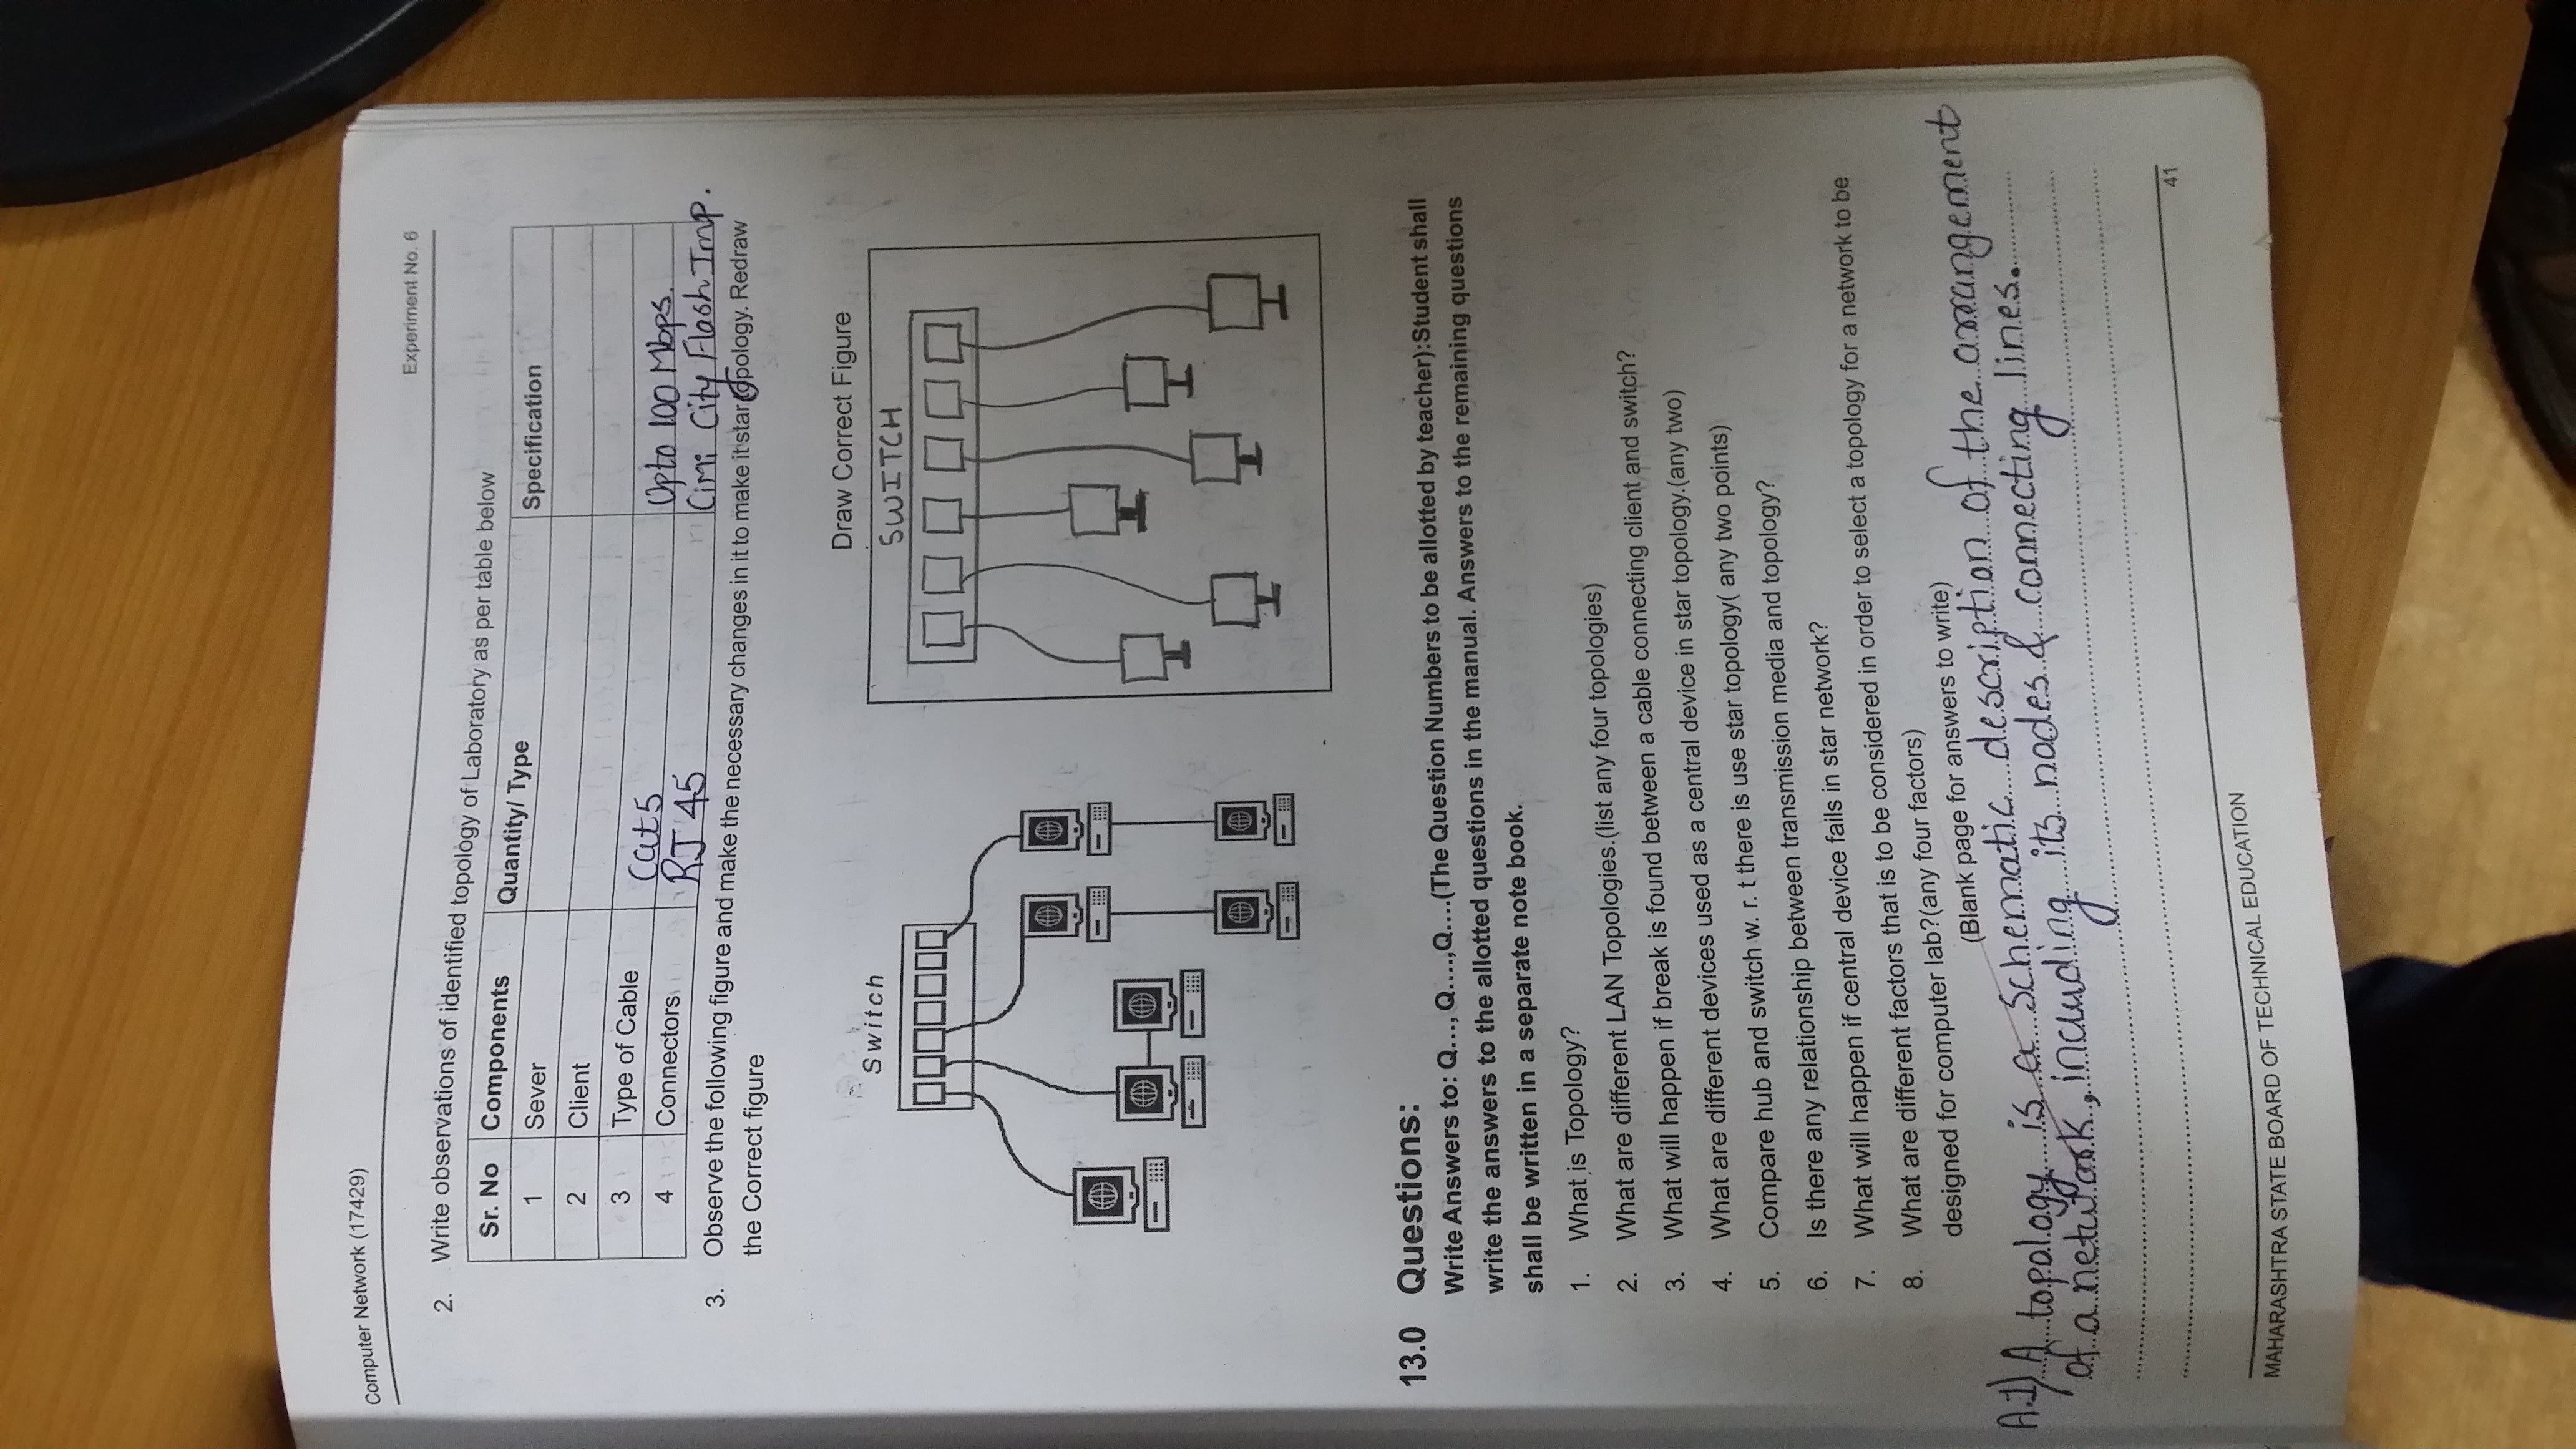 Computer Network (17429) Experiment No. 6
2. Write observations of identified topology of Laboratory as per table below
Sr. No Components Quantity/ Type Specification
1 Sever
2 Client
3 Type of Cable Cat 5 Upto 100 Mbps.
4 Connectors RJ 45 City Flash Imp.
3. Observe the following figure and make the necessary changes in it to make it star topology. Redraw
the Correct figure
Draw Correct Figure
Switch
SWITCH
13.0 Questions:
Write Answers to: Q..., Q....,Q....(The Question Numbers to be allotted by teacher):Student shall
write the answers to the allotted questions in the manual. Answers to the remaining questions
shall be written in a separate note book.
1. What is Topology?
2. What are different LAN Topologies.(list any four topologies)
3. What will happen if break is found between a cable connecting client and switch?
4. What are different devices used as a central device in star topology.(any two)
5. Compare hub and switch w. r. t there is use star topology( any two points)
6. Is there any relationship between transmission media and topology?
7. What will happen if central device fails in star network?
8. What are different factors that is to be considered in order to select a topology for a network to be
designed for computer lab?(any four factors)
(Blank page for answers to write)
A.1) A topology is a schematic description of the arrangement
of a network, including its nodes & connecting lines.
MAHARASHTRA STATE BOARD OF TECHNICAL EDUCATION 41